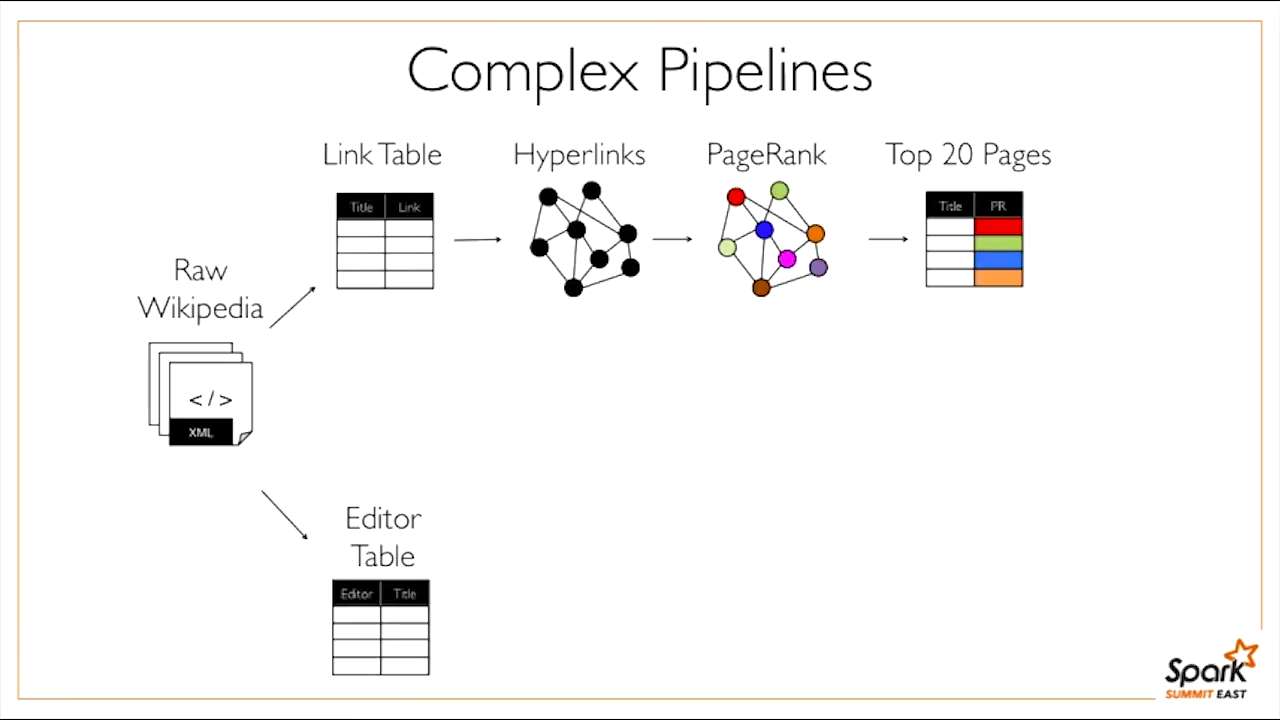 Complex Pipelines
Link Table
Hyperlinks
PageRank
Top 20 Pages
Title Link
Title PR
Raw
Wikipedia
< / >
XML
Editor
Table
Editor Title
Spark
SUMMIT EAST